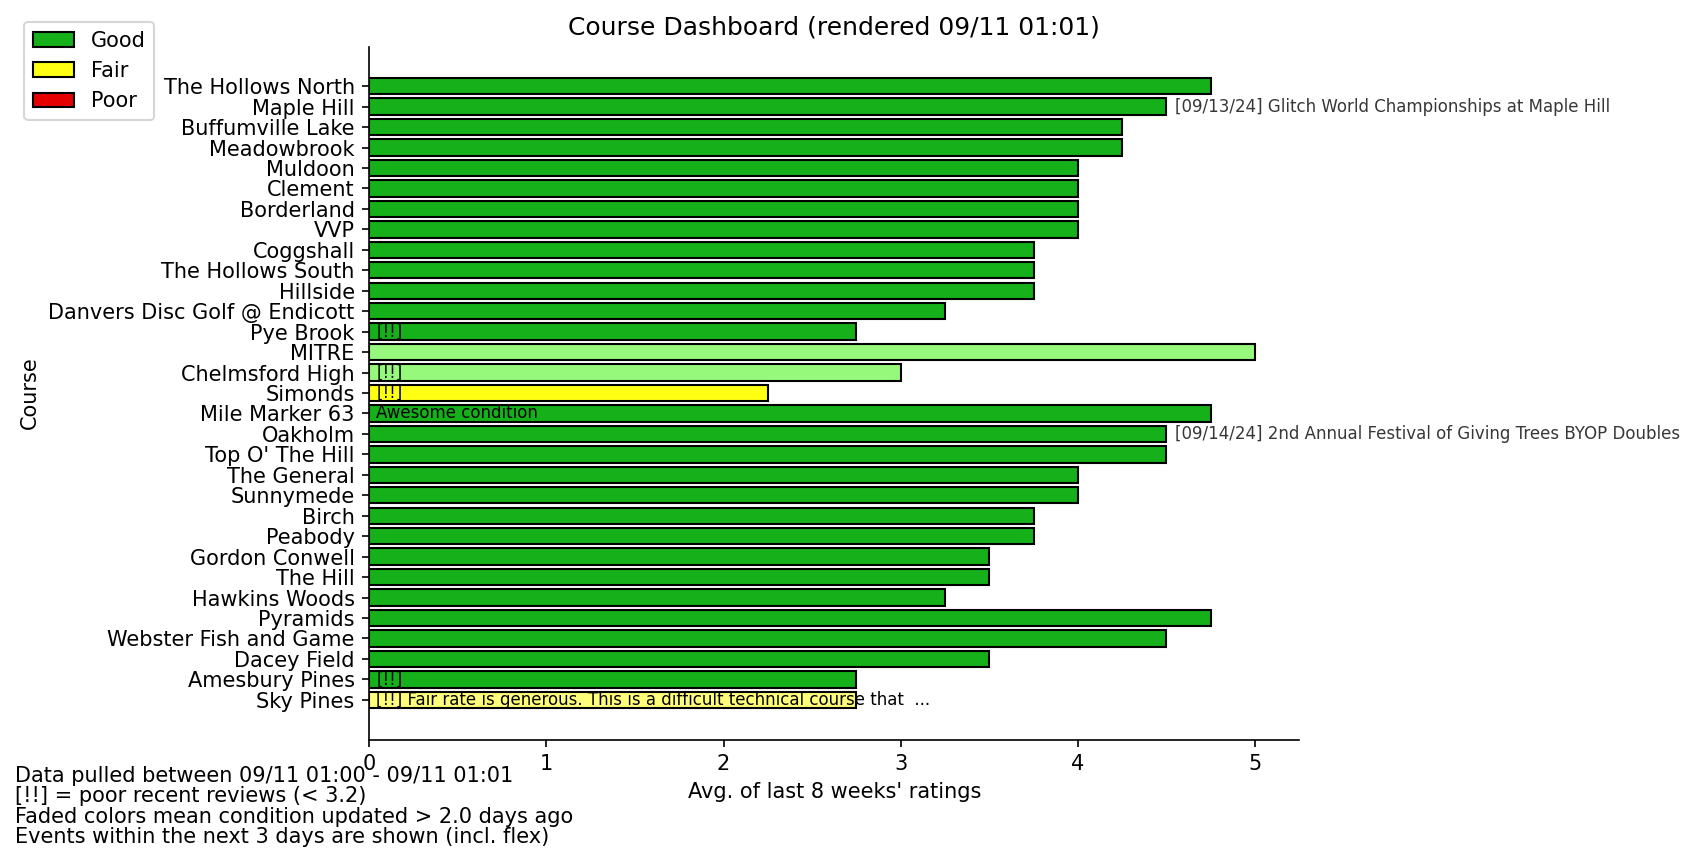 Course Dashboard (rendered 09/11 01:01)
Good
Fair
Poor
The Hollows North
Maple Hill [09/13/24] Glitch World Championships at Maple Hill
Buffumville Lake
Meadowbrook
Muldoon
Clement
Borderland
VVP
Coggshall
The Hollows South
Hillside
Danvers Disc Golf @ Endicott
Pye Brook [!!]
MITRE
Chelmsford High [!!]
Simonds [!!]
Mile Marker 63 Awesome condition
Oakholm [09/14/24] 2nd Annual Festival of Giving Trees BYOP Doubles
Top O' The Hill
The General
Sunnymede
Birch
Peabody
Gordon Conwell
The Hill
Hawkins Woods
Pyramids
Webster Fish and Game
Dacey Field
Amesbury Pines [!!]
Sky Pines [!!] Fair rate is generous. This is a difficult technical course that ...
Course
0 1 2 3 4 5
Avg. of last 8 weeks' ratings
Data pulled between 09/11 01:00 - 09/11 01:01
[!!] = poor recent reviews (< 3.2)
Faded colors mean condition updated > 2.0 days ago
Events within the next 3 days are shown (incl. flex)